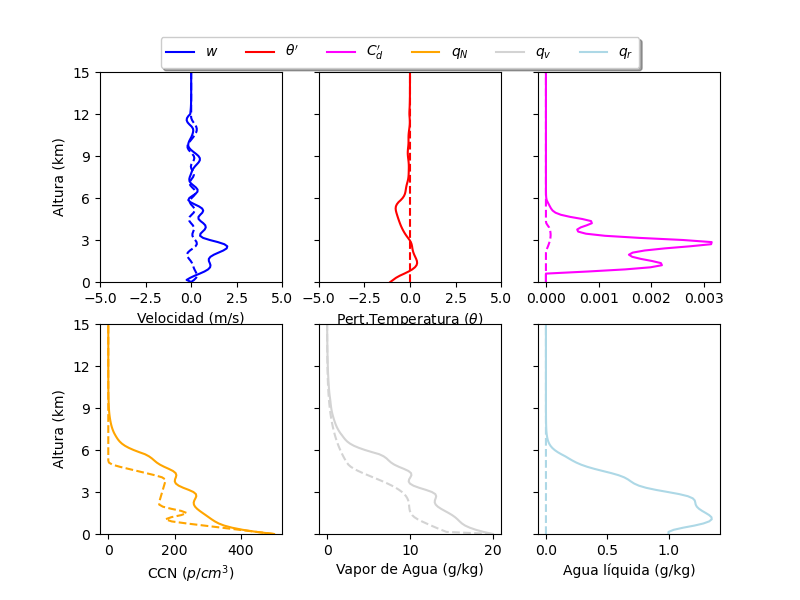 w θ′ C′d qN qv qr
15
12
9
6
3
0
Altura (km)
−5.0 −2.5 0.0 2.5 5.0
Velocidad (m/s)
−5.0 −2.5 0.0 2.5 5.0
Pert.Temperatura (θ)
0.000 0.001 0.002 0.003
15
12
9
6
3
0
Altura (km)
0 200 400
CCN (p/cm³)
0 10 20
Vapor de Agua (g/kg)
0.0 0.5 1.0
Agua líquida (g/kg)